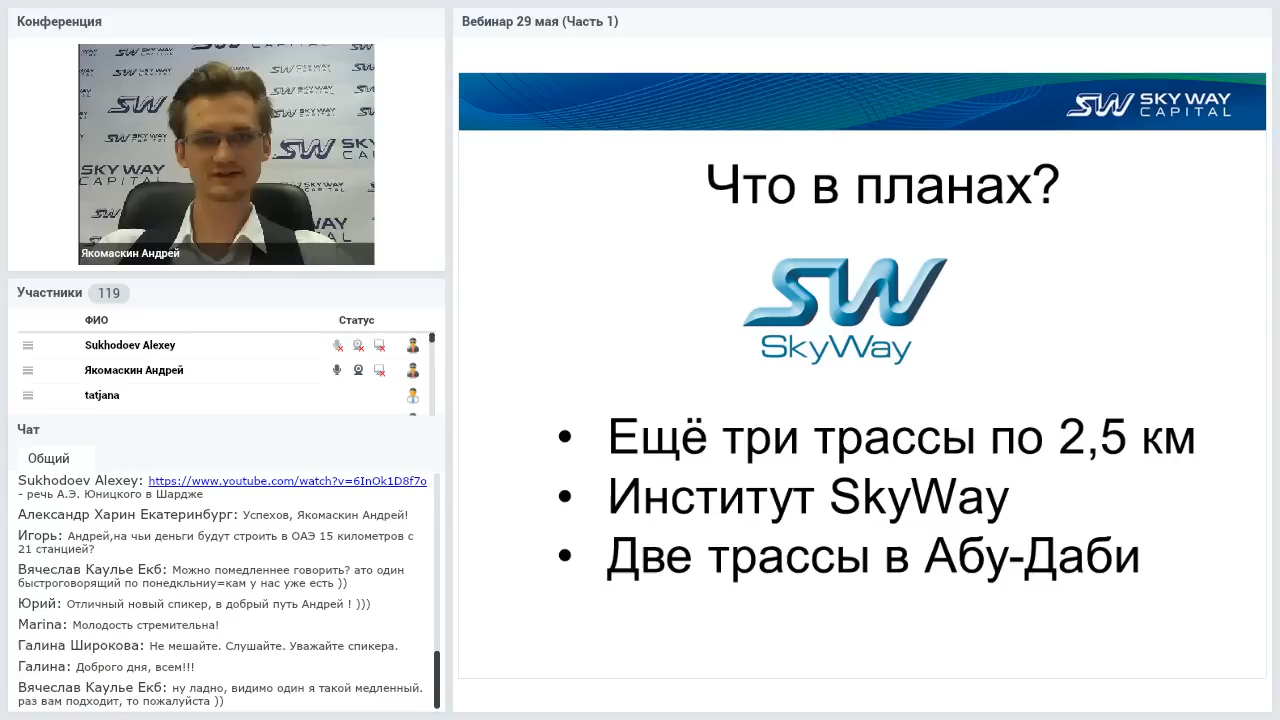 Конференция
Якомаскин Андрей
Участники 119
ФИО Статус
Sukhodoev Alexey
Якомаскин Андрей
tatjana
Чат
Общий
Sukhodoev Alexey: https://www.youtube.com/watch?v=6InOk1D8f7o
- речь А.Э. Юницкого в Шардже
Александр Харин Екатеринбург: Успехов, Якомаскин Андрей!
Игорь: Андрей,на чьи деньги будут строить в ОАЭ 15 километров с
21 станцией?
Вячеслав Каулье Екб: Можно помедленнее говорить? ато один
быстроговорящий по понедкльниу=кам у нас уже есть ))
Юрий: Отличный новый спикер, в добрый путь Андрей ! )))
Marina: Молодость стремительна!
Галина Широкова: Не мешайте. Слушайте. Уважайте спикера.
Галина: Доброго дня, всем!!!
Вячеслав Каулье Екб: ну ладно, видимо один я такой медленный.
раз вам подходит, то пожалуйста ))
Вебинар 29 мая (Часть 1)
SW SKY WAY
CAPITAL
Что в планах?
SW
SkyWay
• Ещё три трассы по 2,5 км
• Институт SkyWay
• Две трассы в Абу-Даби